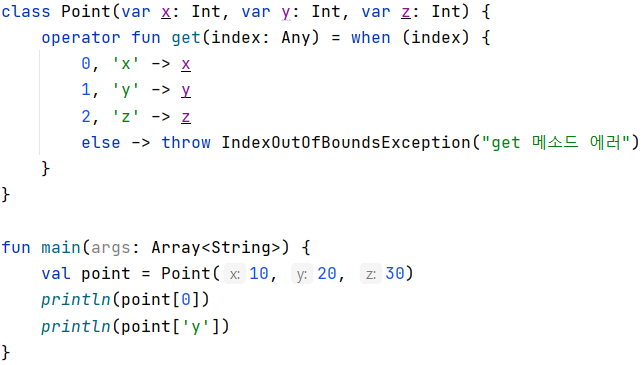 class Point(var x: Int, var y: Int, var z: Int) {
    operator fun get(index: Any) = when (index) {
        0, 'x' -> x
        1, 'y' -> y
        2, 'z' -> z
        else -> throw IndexOutOfBoundsException("get 메소드 에러")
    }
}

fun main(args: Array<String>) {
    val point = Point( x: 10, y: 20, z: 30)
    println(point[0])
    println(point['y'])
}